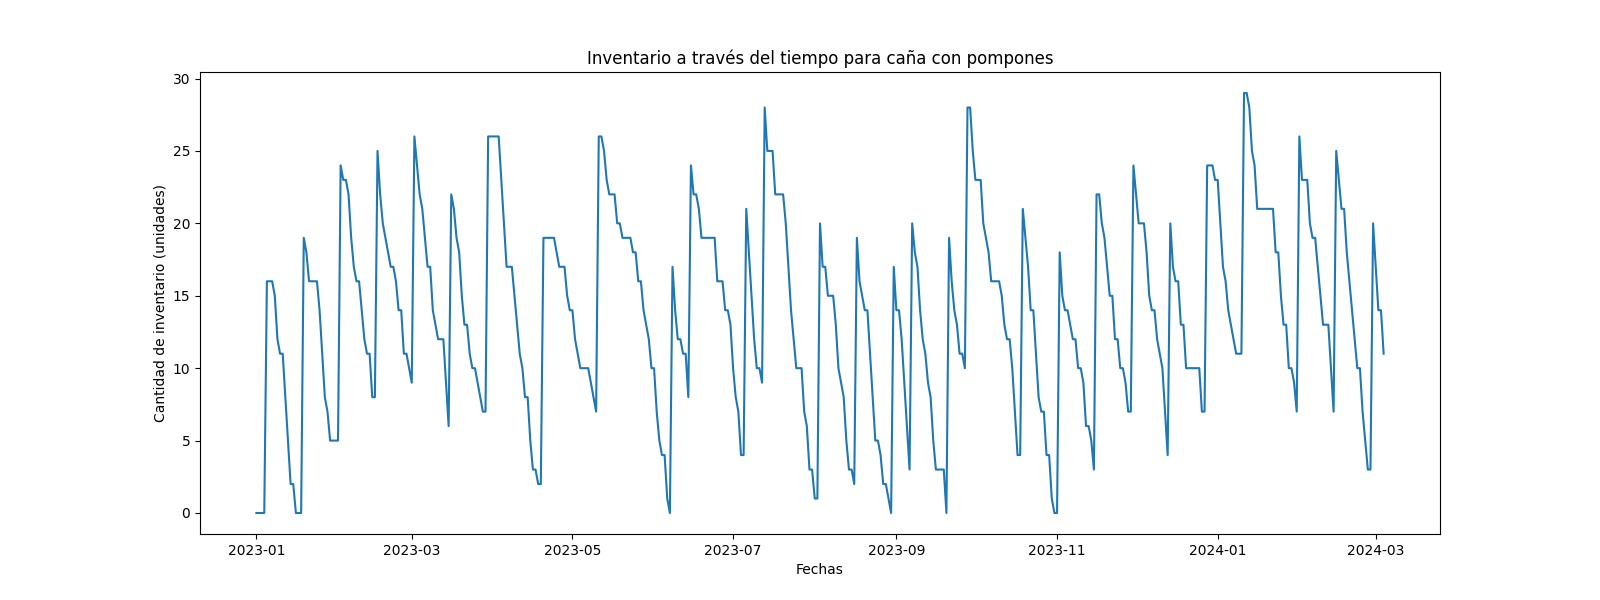 Inventario a través del tiempo para caña con pompones
Cantidad de inventario (unidades)
30
25
20
15
10
5
0
2023-01 2023-03 2023-05 2023-07 2023-09 2023-11 2024-01 2024-03
Fechas